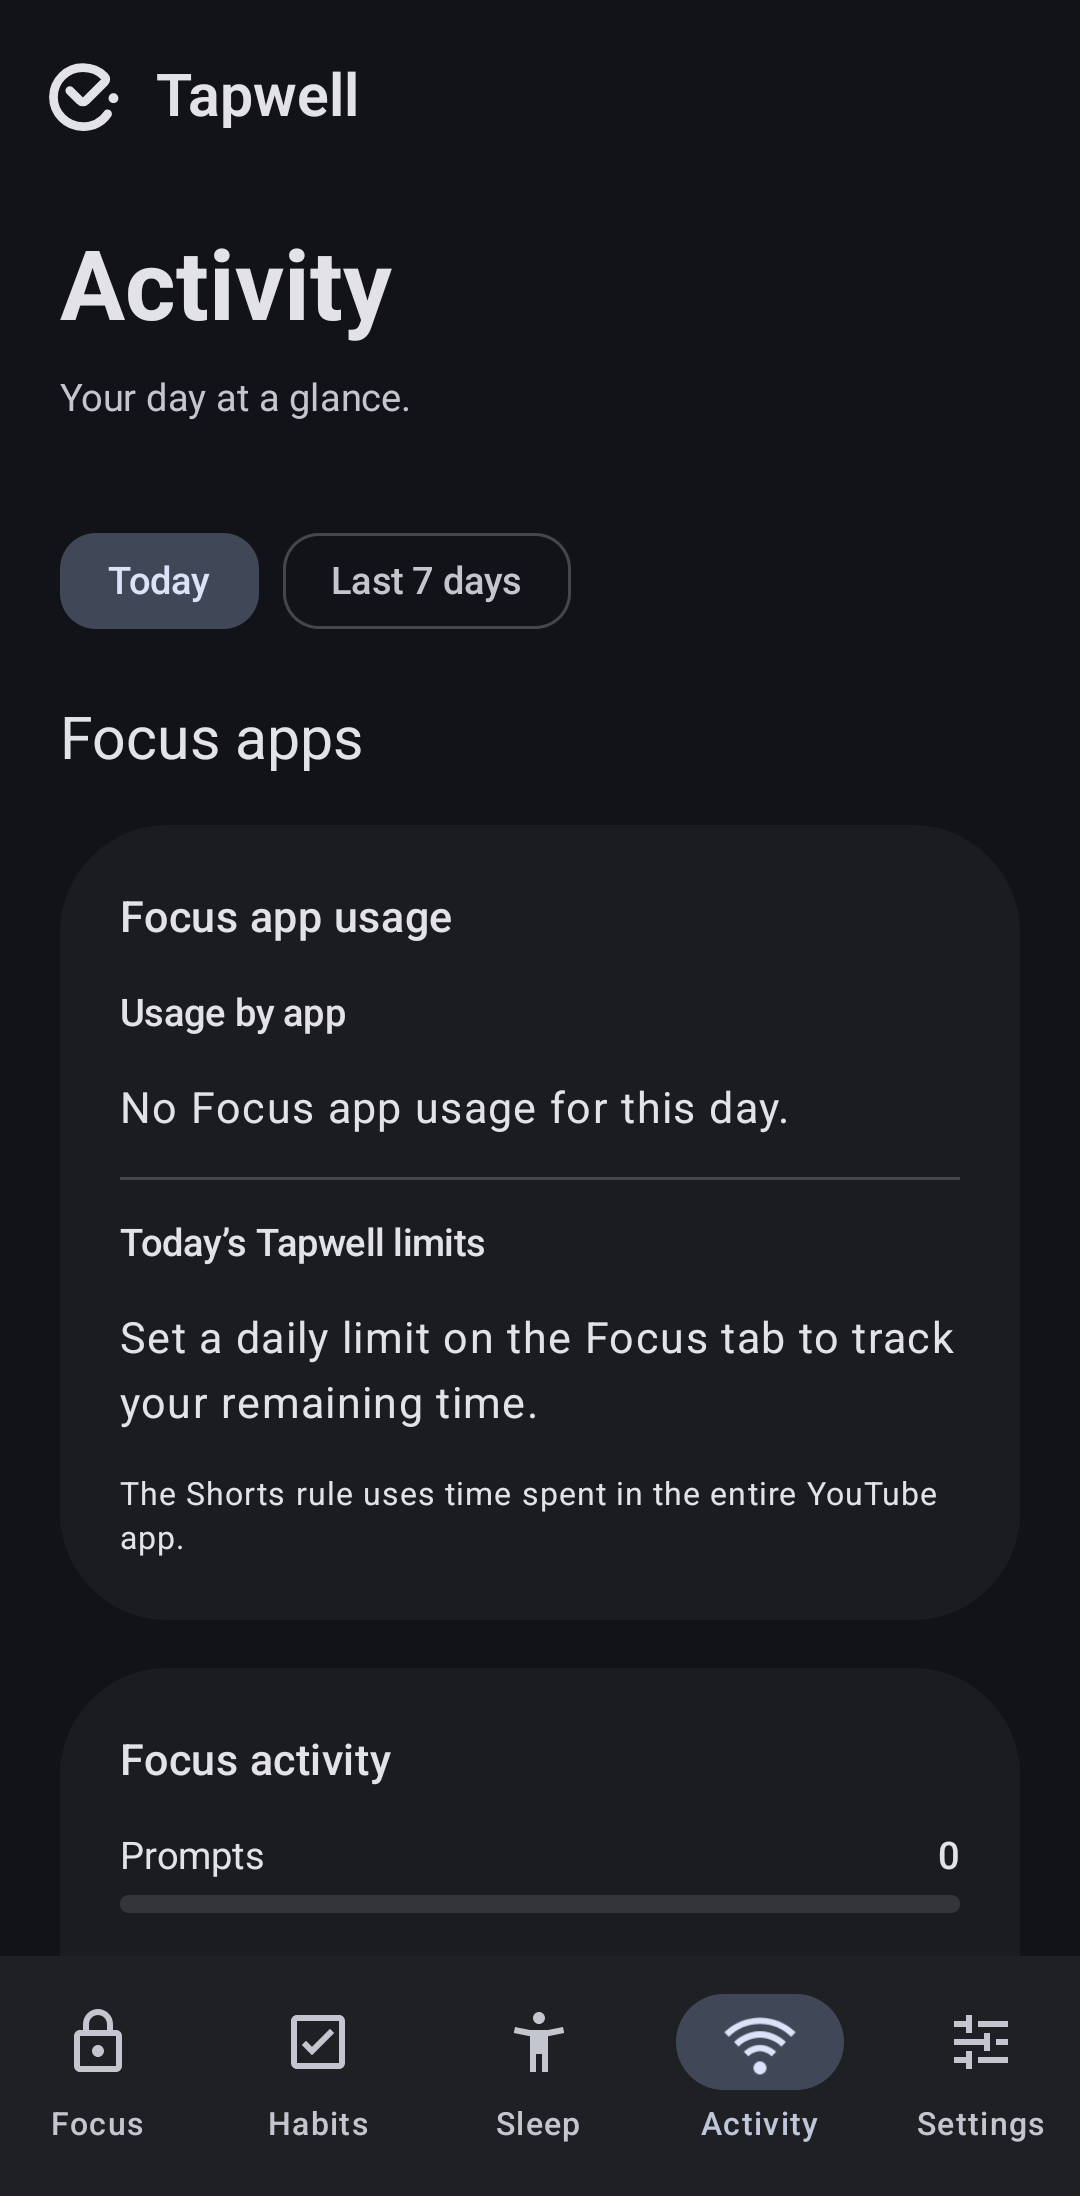 Tapwell
Activity
Your day at a glance.
Today
Last 7 days
Focus apps
Focus app usage
Usage by app
No Focus app usage for this day.
Today’s Tapwell limits
Set a daily limit on the Focus tab to track
your remaining time.
The Shorts rule uses time spent in the entire YouTube
app.
Focus activity
Prompts 0
Focus
Habits
Sleep
Activity
Settings